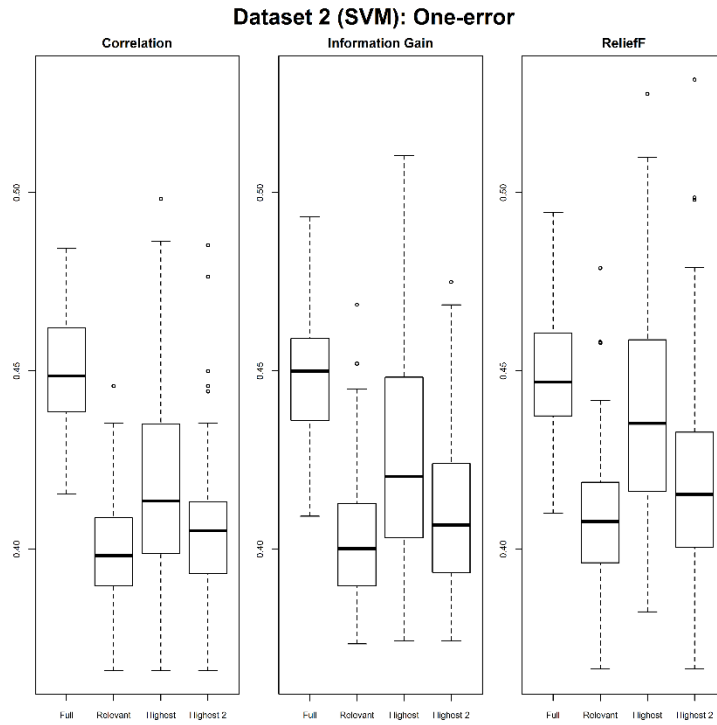 Dataset 2 (SVM): One-error
Correlation
Information Gain
ReliefF
0.50
0.45
0.40
Full Relevant Highest Highest 2
0.50
0.45
0.40
Full Relevant Highest Highest 2
0.50
0.45
0.40
Full Relevant Highest Highest 2